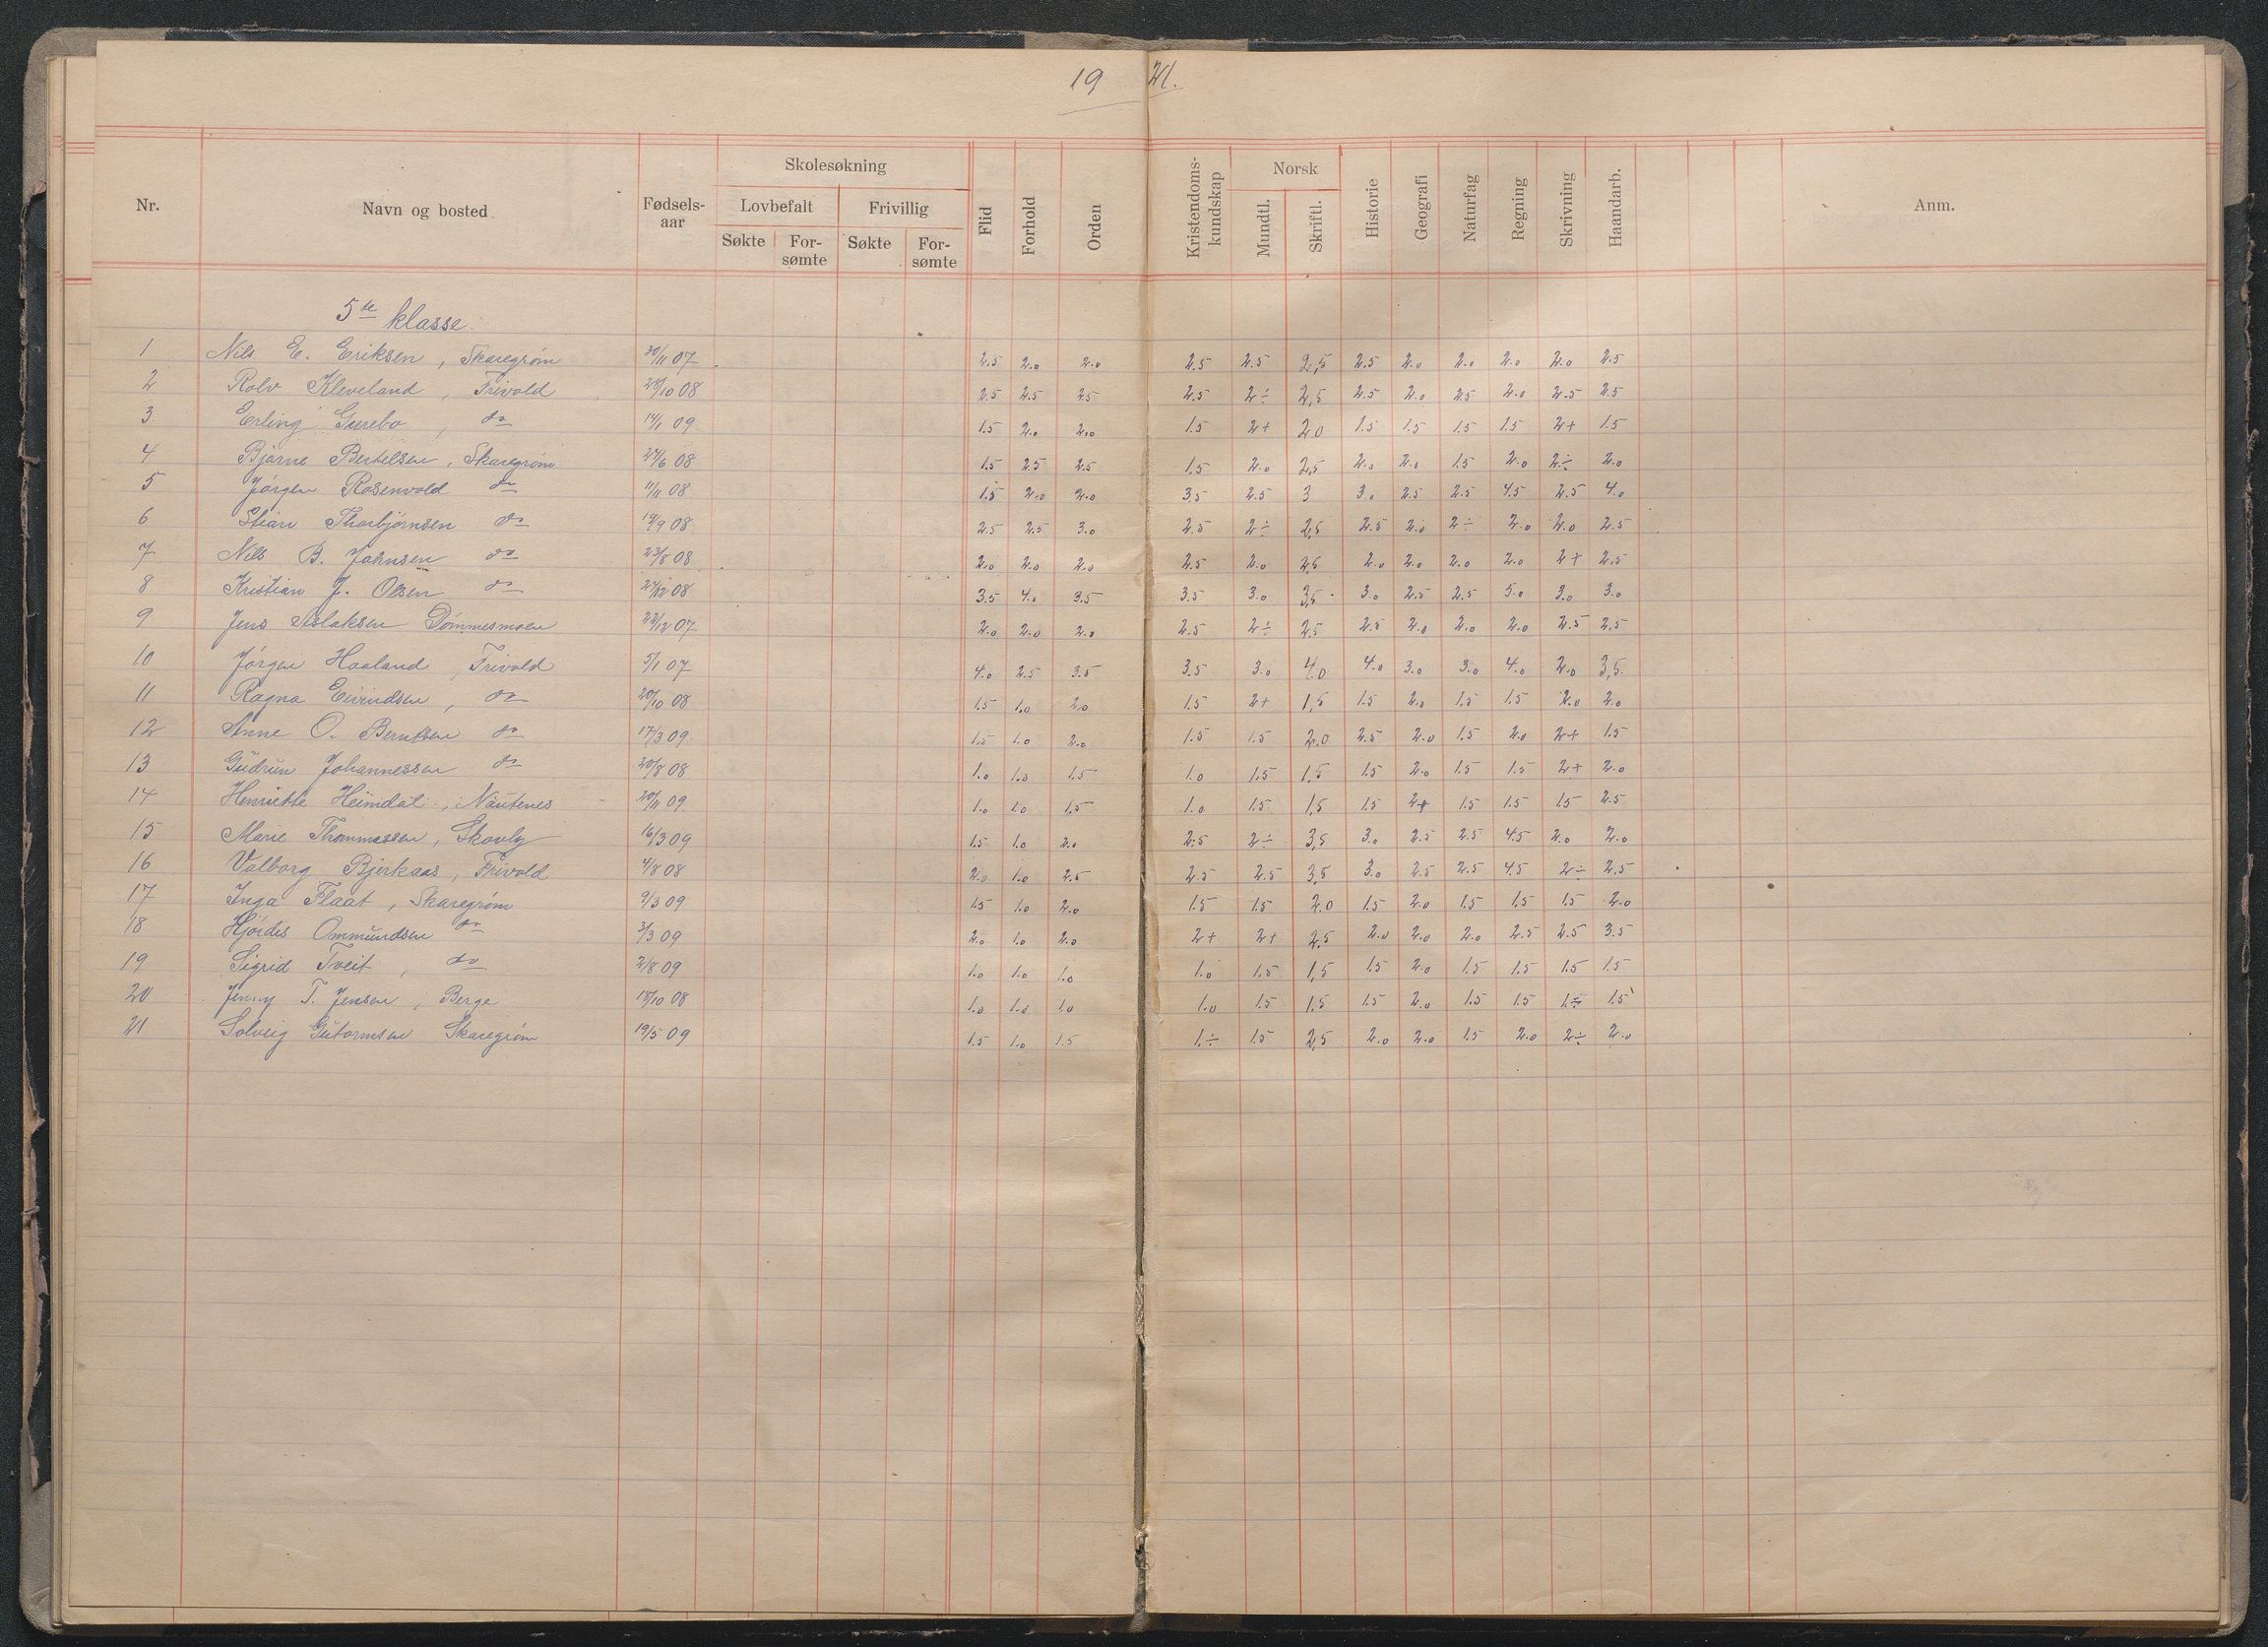 19 21.
Nr. Navn og bosted Fødsels-aar Skolesøkning Lovbefalt Søkte For-sømte Frivillig Søkte For-sømte Flid Forhold Orden Kristendoms-kundskap Norsk Mundtl. Skriftl. Historie Geografi Naturfag Regning Skrivning Haandarb. Anm.
5te klasse.
1 Nils E. Eriksen, Skaregrøm 30/11 07 2.5 2.0 2.0 2.5 2.5 2,5 2.5 2.0 2.0 2.0 2.0 2.5
2 Rolv Kleveland, Frivold 28/10 08 2.5 2.5 2.5 2.5 2÷ 2,5 2.5 2.0 2.5 2.0 2.5 2.5
3 Erling Gurebo, do 14/1 09 1.5 2.0 2.0 1.5 2+ 2.0 1.5 1.5 1.5 1.5 2+ 1.5
4 Bjarne Bertelsen, Skaregrøm 27/6 08 1.5 2.5 2.5 1.5 2.0 2,5 2.0 2.0 1.5 2.0 2÷ 2.0
5 Jørgen Rosenvold do 11/11 08 1.5 2.0 2.0 3.5 2.5 3 3.0 2.5 2.5 4.5 2.5 4.0
6 Stian Thorbjørnsen do 19/9 08 2.5 2.5 3.0 2.5 2÷ 2,5 2.5 2.0 2÷ 2.0 2.0 2.5
7 Nils B. Johnsen do 23/8 08 2.0 2.0 2.0 2.5 2.0 2,5 2.0 2.0 2.0 2.0 2+ 2.5
8 Kristian J. Olsen do 24/12 08 3.5 4.0 3.5 3.5 3.0 3,5 3.0 2.5 2.5 5.0 3.0 3.0
9 Jens Aslaksen Dømmesmoen 22/12 07 2.0 2.0 2.0 2.5 2÷ 2,5 2.5 2.0 2.0 2.0 2.5 2.5
10 Jørgen Haaland, Frivold 5/1 07 4.0 2.5 3.5 3.5 3.0 4.0 4.0 3.0 3.0 4.0 2.0 3,5
11 Ragna Eivindsen, do 20/10 08 1.5 1.0 2.0 1.5 2+ 1,5 1.5 2.0 1.5 1.5 2.0 2.0
12 Anne O. Berntsen do 17/3 09. 1.5 1.0 2.0 1.5 1.5 2.0 2.5 2.0 1.5 2.0 2+ 1.5
13 Gudrun Johannessen do 20/8 08 1.0 1.0 1.5 1.0 1.5 1,5 1.5 2.0 1.5 1.5 2+ 2.0
14 Henriette Heimdal, Nautenes 20/11 09 1.0 1.0 1.5 1.0 1.5 1,5 1.5 2+ 1.5 1.5 1.5 2.5
15 Marie Thommassen, Skovly 16/3 09 1.5 1.0 2.0 2.5 2÷ 3,5 3.0 2.5 2.5 4.5 2.0 2.0
16 Valborg Bjerkaas, Frivold 4/8 08 2.0 1.0 2.5 2.5 2.5 3,5 3.0 2.5 2.5 4.5 2÷ 2.5
17 Inga Flaat, Skaregrøm 9/3 09 1.5 1.0 2.0 1.5 1.5 2.0 1.5 2.0 1.5 1.5 1.5 2.0
18 Hjørdis Ommundsen do 3/3 09 2.0 1.0 2.0 2+ 2+ 2,5 2.0 2.0 2.0 2.5 2.5 3.5
19 Sigrid Tveit, do 2/8 09 1.0 1.0 1.0 1.0 1.5 1,5 1.5 2.0 1.5 1.5 1.5 1.5
20 Jenny T. Jensen, Berge 18/10 08 1.0 1.0 1.0 1.0 1.5 1.5 1.5 2.0 1.5 1.5 1.÷ 1.5
21 Solveig Gutormsen Skaregrøm 19/5 09 1.5 1.0 1.5 1.÷ 1.5 2,5 2.0 2.0 1.5 2.0 2÷ 2.0